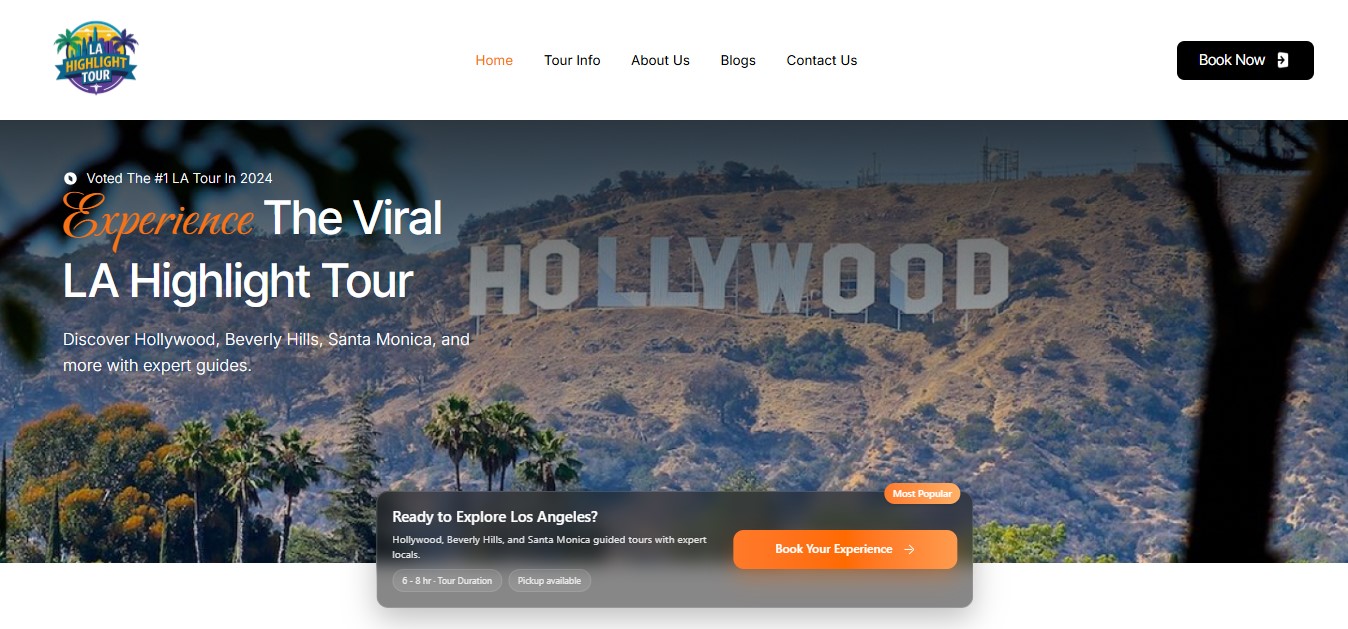 LA
HIGHLIGHT
TOUR
Home
Tour Info
About Us
Blogs
Contact Us
Book Now
Voted The #1 LA Tour In 2024
Experience The Viral
LA Highlight Tour
Discover Hollywood, Beverly Hills, Santa Monica, and
more with expert guides.
HOLLYWOOD
Most Popular
Ready to Explore Los Angeles?
Hollywood, Beverly Hills, and Santa Monica guided tours with expert
locals.
6 - 8 hr · Tour Duration
Pickup available
Book Your Experience